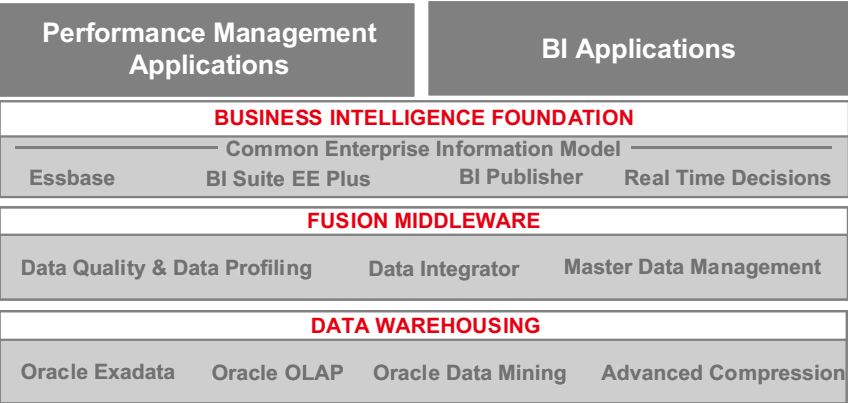 Performance Management
Applications
BI Applications
BUSINESS INTELLIGENCE FOUNDATION
Common Enterprise Information Model
Essbase BI Suite EE Plus BI Publisher Real Time Decisions
FUSION MIDDLEWARE
Data Quality & Data Profiling Data Integrator Master Data Management
DATA WAREHOUSING
Oracle Exadata Oracle OLAP Oracle Data Mining Advanced Compression